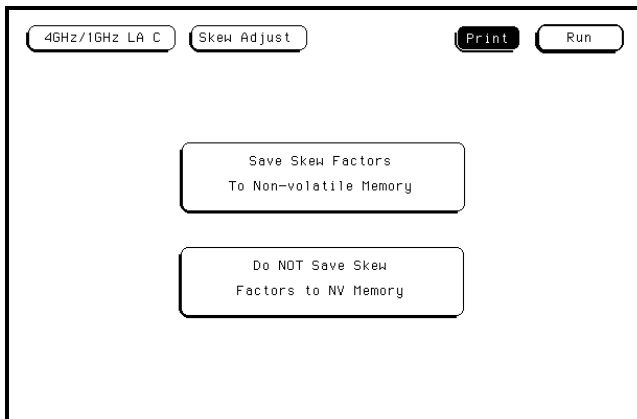 4GHz/1GHz LA C Skew Adjust Print Run
Save Skew Factors
To Non-volatile Memory
Do NOT Save Skew
Factors to NV Memory